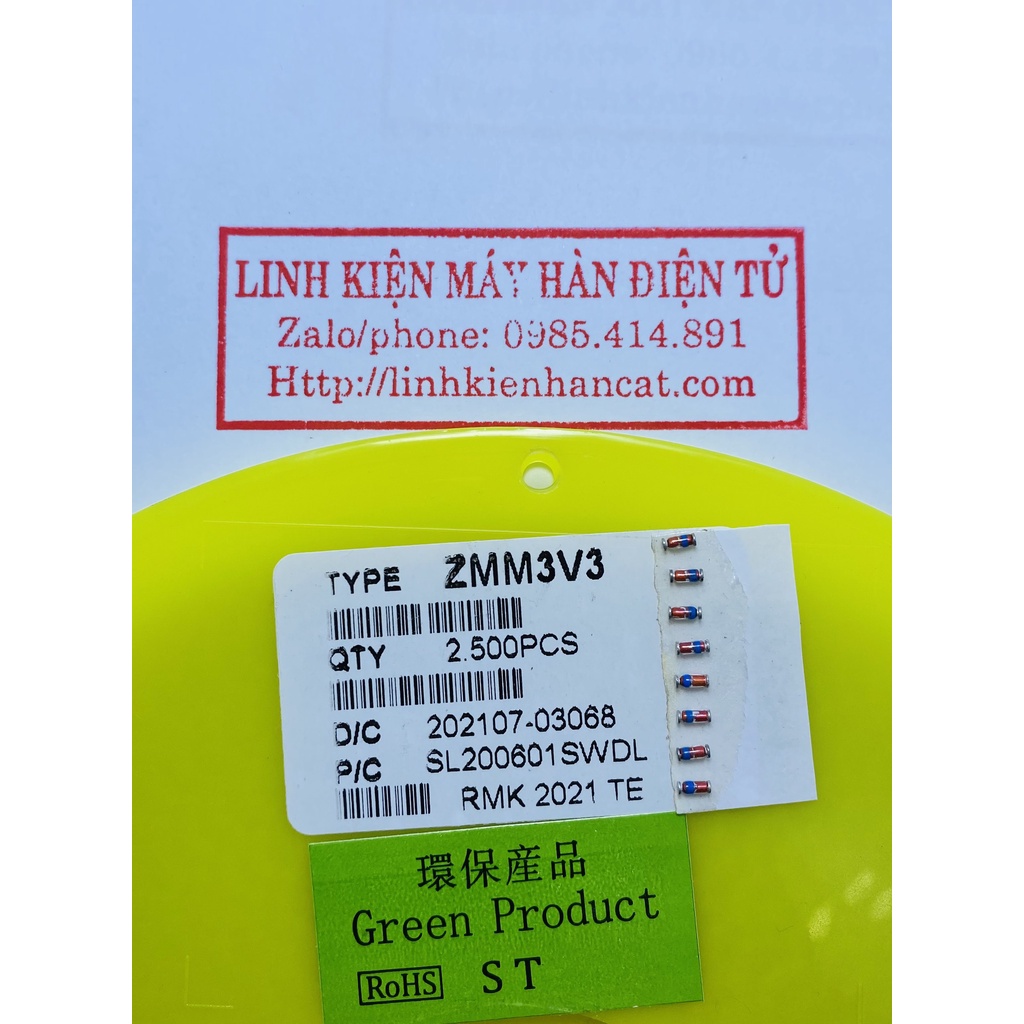 LINH KIỆN MÁY HÀN ĐIỆN TỬ
Zalo/phone: 0985.414.891
Http://linhkienhancat.com
TYPE ZMM3V3
QTY 2.500PCS
D/C 202107-03068
P/C SL200601SWDL
RMK 2021 TE
環保産品
Green Product
RoHS ST